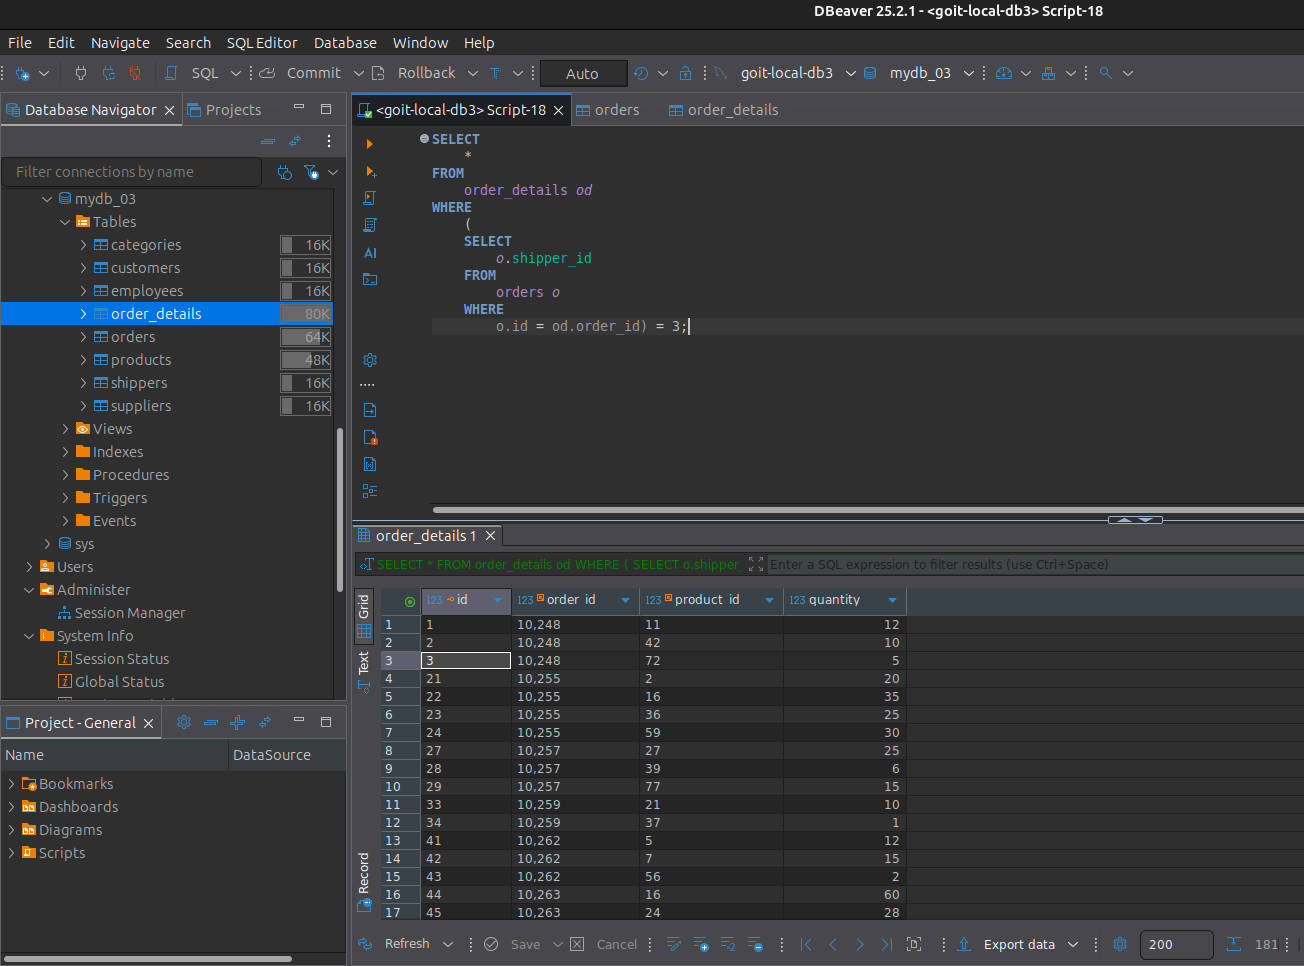 DBeaver 25.2.1 - <goit-local-db3> Script-18
File Edit Navigate Search SQL Editor Database Window Help
SQL Commit Rollback T Auto goit-local-db3 mydb_03
Database Navigator Projects
<goit-local-db3> Script-18 orders order_details
Filter connections by name
mydb_03
Tables
categories 16K
customers 16K
employees 16K
order_details 80K
orders 64K
products 48K
shippers 16K
suppliers 16K
Views
Indexes
Procedures
Triggers
Events
sys
Users
Administer
Session Manager
System Info
Session Status
Global Status
Project - General
Name DataSource
Bookmarks
Dashboards
Diagrams
Scripts
AI
SELECT
*
FROM
order_details od
WHERE
(
SELECT
o.shipper_id
FROM
orders o
WHERE
o.id = od.order_id) = 3;
order_details 1
SELECT * FROM order_details od WHERE ( SELECT o.shipper Enter a SQL expression to filter results (use Ctrl+Space)
Grid
Text
Record
123 id 123 order_id 123 product_id 123 quantity
1 1 10,248 11 12
2 2 10,248 42 10
3 3 10,248 72 5
4 21 10,255 2 20
5 22 10,255 16 35
6 23 10,255 36 25
7 24 10,255 59 30
8 27 10,257 27 25
9 28 10,257 39 6
10 29 10,257 77 15
11 33 10,259 21 10
12 34 10,259 37 1
13 41 10,262 5 12
14 42 10,262 7 15
15 43 10,262 56 2
16 44 10,263 16 60
17 45 10,263 24 28
Refresh Save Cancel Export data 200 181